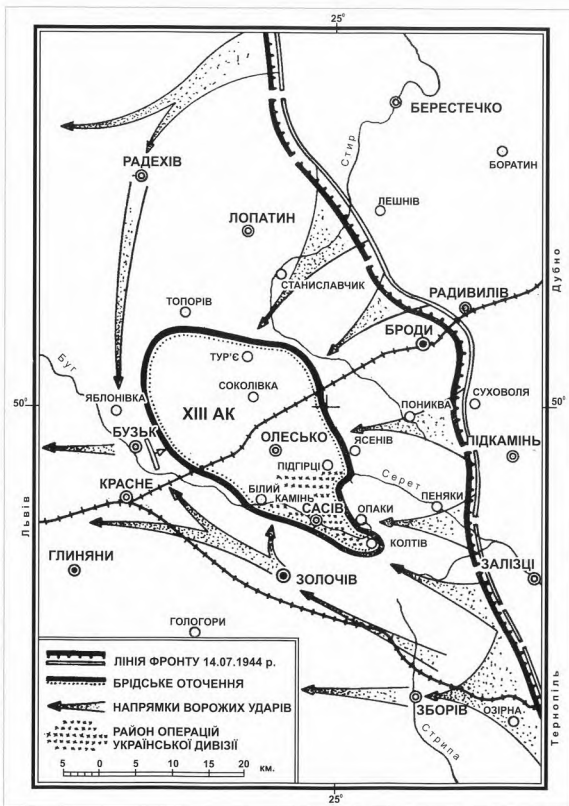 25°
БЕРЕСТЕЧКО
Стир
БОРАТИН
РАДЕХІВ
ЛЕШНІВ
ЛОПАТИН
Дубно
СТАНИСЛАВЧИК
РАДИВИЛІВ
ТОПОРІВ
БРОДИ
ТУР'Є
Буг
СОКОЛІВКА
ЯБЛОНІВКА
ПОНИКВА
СУХОВОЛЯ
50°
50°
XIII АК
БУЗЬК
ОЛЕСЬКО
ЯСЕНІВ
ПІДКАМІНЬ
ПІДГІРЦІ
Серет
КРАСНЕ
БІЛИЙ
КАМІНЬ
ПЕНЯКИ
САСІВ
ОПАКИ
Львів
КОЛТІВ
ГЛИНЯНИ
ЗОЛОЧІВ
ЗАЛІЗЦІ
ГОЛОГОРИ
ЛІНІЯ ФРОНТУ 14.07.1944 р.
БРІДСЬКЕ ОТОЧЕННЯ
НАПРЯМКИ ВОРОЖИХ УДАРІВ
РАЙОН ОПЕРАЦІЙ
УКРАЇНСЬКОЇ ДИВІЗІЇ
5 0 5 10 15 20
км.
ЗБОРІВ
ОЗІРНА
Стрипа
Тернопіль
25°